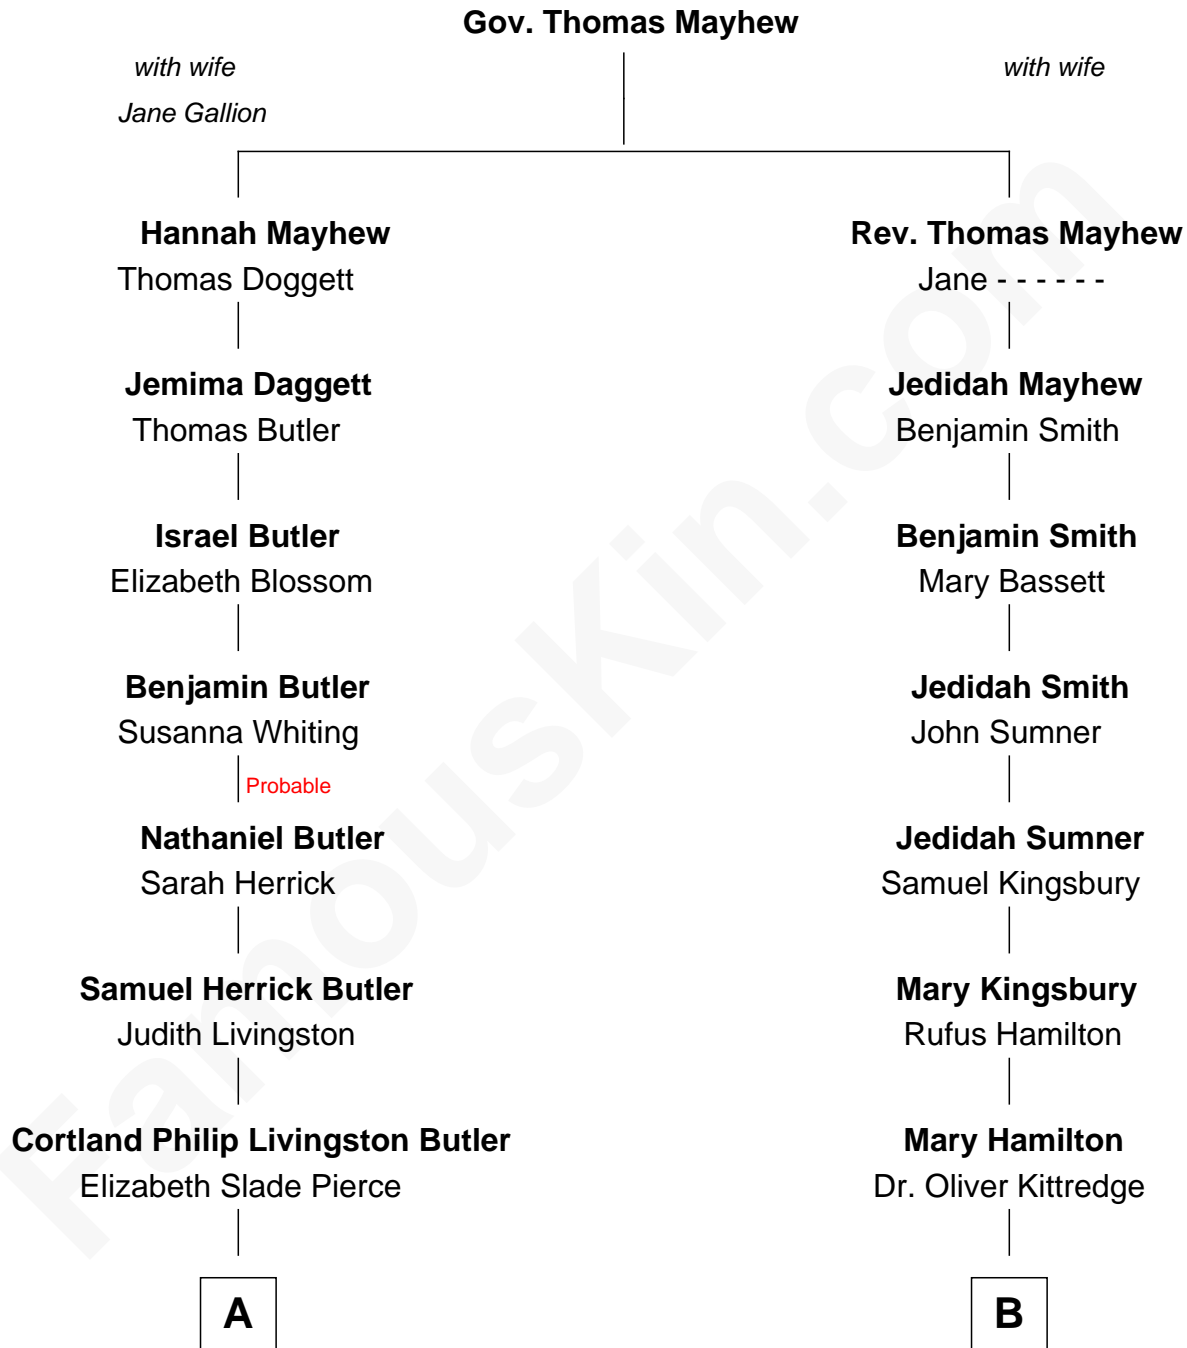 Gov. Thomas Mayhew
with wife
Jane Gallion
with wife
Hannah Mayhew
Thomas Doggett
Rev. Thomas Mayhew
Jane - - - - - -
Jemima Daggett
Thomas Butler
Jedidah Mayhew
Benjamin Smith
Israel Butler
Elizabeth Blossom
Benjamin Smith
Mary Bassett
Benjamin Butler
Susanna Whiting
Jedidah Smith
John Sumner
Probable
Nathaniel Butler
Sarah Herrick
Jedidah Sumner
Samuel Kingsbury
Samuel Herrick Butler
Judith Livingston
Mary Kingsbury
Rufus Hamilton
Cortland Philip Livingston Butler
Elizabeth Slade Pierce
Mary Hamilton
Dr. Oliver Kittredge
A
B
FamousKin.com